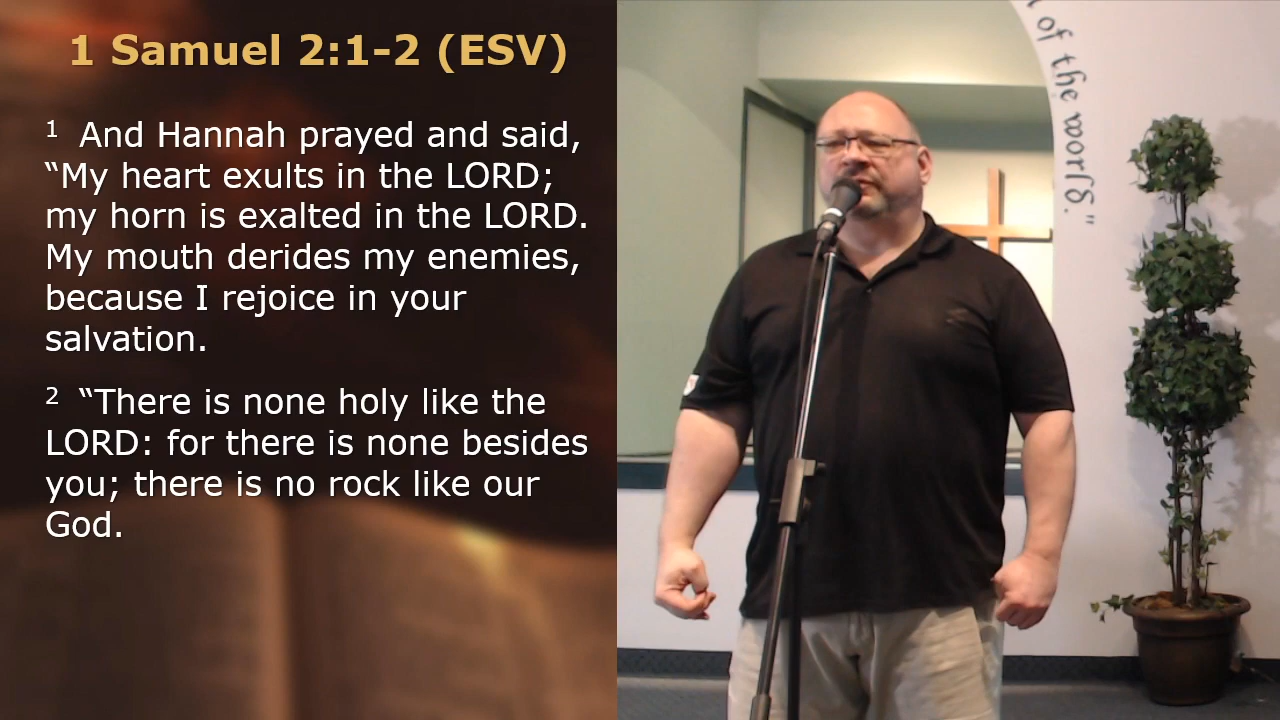 1 Samuel 2:1-2 (ESV)
1 And Hannah prayed and said,
“My heart exults in the LORD;
my horn is exalted in the LORD.
My mouth derides my enemies,
because I rejoice in your
salvation.
2 “There is none holy like the
LORD: for there is none besides
you; there is no rock like our
God.
of the world."